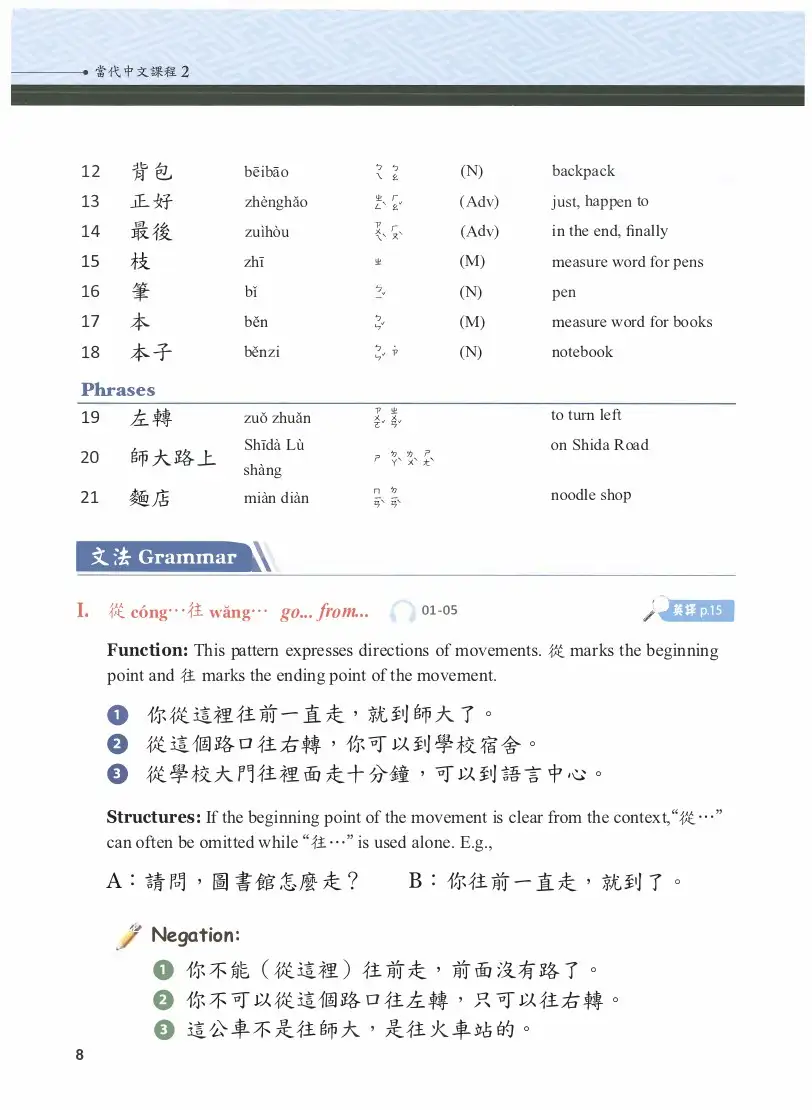 當代中文課程 2
12 背包 bēibāo ㄅㄟ ㄅㄠ (N) backpack
13 正好 zhènghǎo ㄓㄥˋ ㄏㄠˇ (Adv) just, happen to
14 最後 zuìhòu ㄗㄨㄟˋ ㄏㄡˋ (Adv) in the end, finally
15 枝 zhī ㄓ (M) measure word for pens
16 筆 bǐ ㄅㄧˇ (N) pen
17 本 běn ㄅㄣˇ (M) measure word for books
18 本子 běnzi ㄅㄣˇ ˙ㄗ (N) notebook
Phrases
19 左轉 zuǒ zhuǎn ㄗㄨㄛˇ ㄓㄨㄢˇ to turn left
20 師大路上 Shīdà Lù shàng ㄕ ㄉㄚˋ ㄌㄨˋ ㄕㄤˋ on Shida Road
21 麵店 miàn diàn ㄇㄧㄢˋ ㄉㄧㄢˋ noodle shop
文法 Grammar
I. 從 cóng…往 wǎng… go... from... 01-05 英譯 p.15
Function: This pattern expresses directions of movements. 從 marks the beginning
point and 往 marks the ending point of the movement.
1 你從這裡往前一直走，就到師大了。
2 從這個路口往右轉，你可以到學校宿舍。
3 從學校大門往裡面走十分鐘，可以到語言中心。
Structures: If the beginning point of the movement is clear from the context,“從…”
can often be omitted while “往…” is used alone. E.g.,
A：請問，圖書館怎麼走？ B：你往前一直走，就到了。
Negation:
1 你不能（從這裡）往前走，前面沒有路了。
2 你不可以從這個路口往左轉，只可以往右轉。
3 這公車不是往師大，是往火車站的。
8